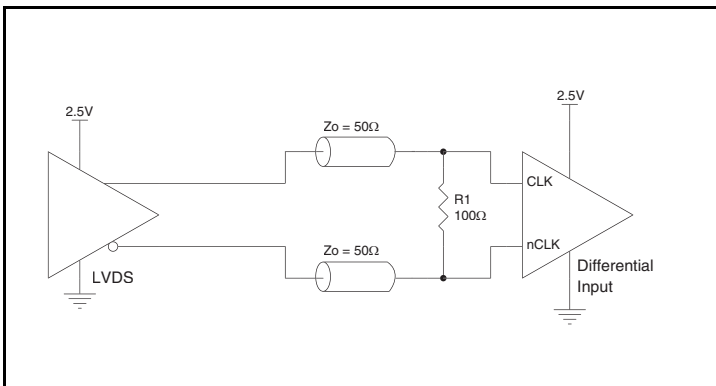 2.5V
2.5V
Zo = 50Ω
CLK
R1
100Ω
nCLK
Zo = 50Ω
LVDS
Differential
Input